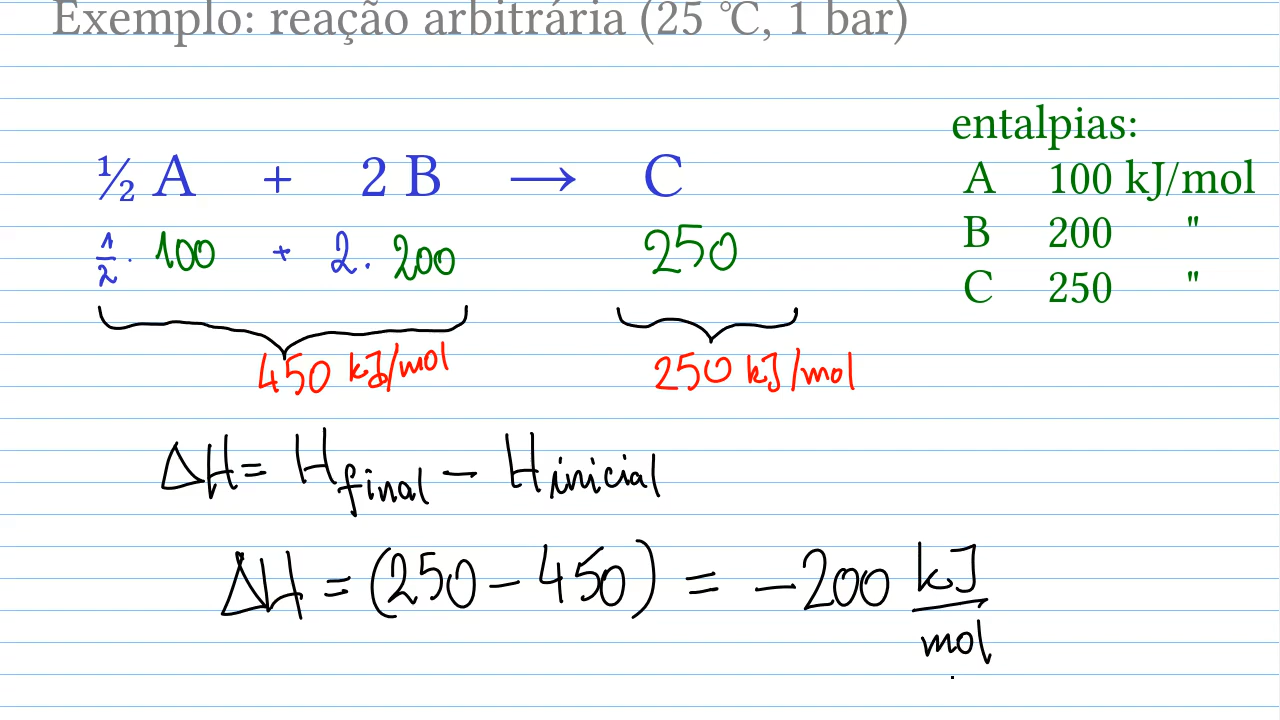 Exemplo: reação arbitrária (25 °C, 1 bar)
entalpias:
½ A + 2 B → C
A 100 kJ/mol
1/2 · 100 + 2 · 200 250
B 200 "
C 250 "
450 kJ/mol 250 kJ/mol
ΔH = Hfinal – Hinicial
ΔH = (250 – 450) = –200 kJ/mol